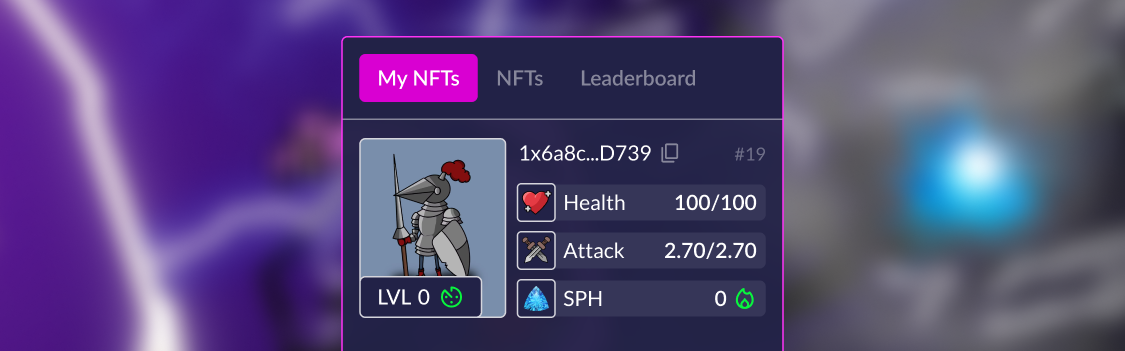 My NFTs NFTs Leaderboard
1x6a8c...D739 #19
Health 100/100
Attack 2.70/2.70
LVL 0
SPH 0